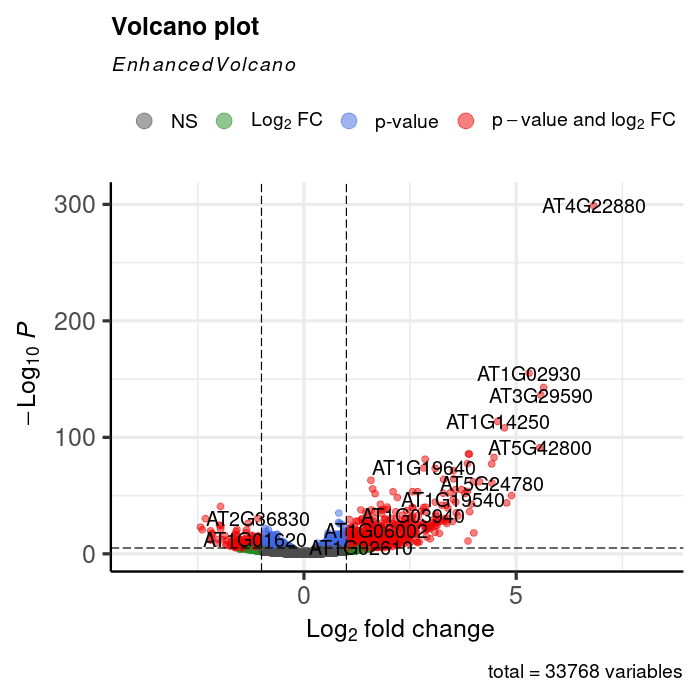 Volcano plot
EnhancedVolcano
NS
Log₂ FC
p-value
p − value and log₂ FC
−Log₁₀ P
300
200
100
0
AT4G22880
AT1G02930
AT3G29590
AT1G14250
AT5G42800
AT1G19640
AT5G24780
AT1G19540
AT1G03940
AT2G36830
AT1G06002
AT1G01620
AT1G02610
0
5
Log₂ fold change
total = 33768 variables